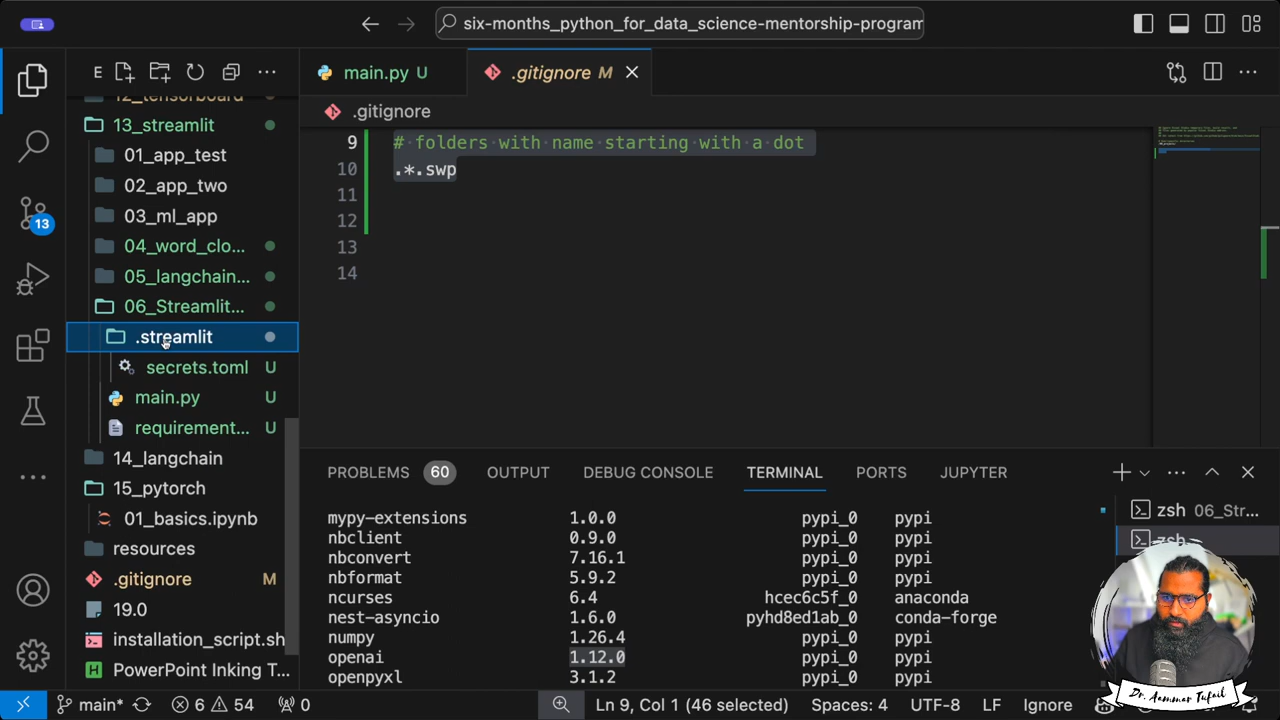 six-months_python_for_data_science-mentorship-program
E
main.py U
.gitignore M
.gitignore
12_tensorboard
13_streamlit
01_app_test
02_app_two
03_ml_app
04_word_clo...
05_langchain...
06_Streamlit...
.streamlit
secrets.toml U
main.py U
requirement... U
14_langchain
15_pytorch
01_basics.ipynb
resources
.gitignore M
19.0
installation_script.sh
PowerPoint Inking T...
13
9 # folders with name starting with a dot
10 .*.swp
11
12
13
14
PROBLEMS 60 OUTPUT DEBUG CONSOLE TERMINAL PORTS JUPYTER
mypy-extensions 1.0.0 pypi_0 pypi
nbclient 0.9.0 pypi_0 pypi
nbconvert 7.16.1 pypi_0 pypi
nbformat 5.9.2 pypi_0 pypi
ncurses 6.4 hcec6c5f_0 anaconda
nest-asyncio 1.6.0 pyhd8ed1ab_0 conda-forge
numpy 1.26.4 pypi_0 pypi
openai 1.12.0 pypi_0 pypi
openpyxl 3.1.2 pypi_0 pypi
zsh 06_Str...
zsh
Dr. Aammar Tufail
main* 6 54 0 Ln 9, Col 1 (46 selected) Spaces: 4 UTF-8 LF Ignore